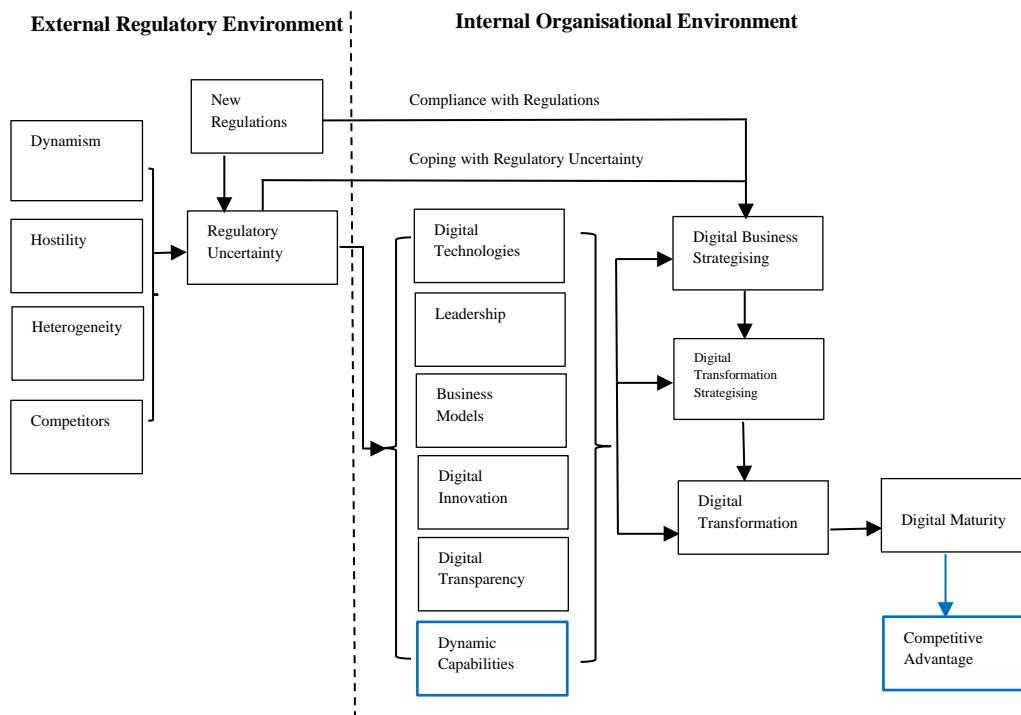 External Regulatory Environment
Internal Organisational Environment
New
Regulations
Compliance with Regulations
Dynamism
Coping with Regulatory Uncertainty
Hostility
Regulatory
Uncertainty
Digital
Technologies
Digital Business
Strategising
Heterogeneity
Leadership
Digital
Transformation
Strategising
Competitors
Business
Models
Digital
Innovation
Digital
Transformation
Digital Maturity
Digital
Transparency
Dynamic
Capabilities
Competitive
Advantage